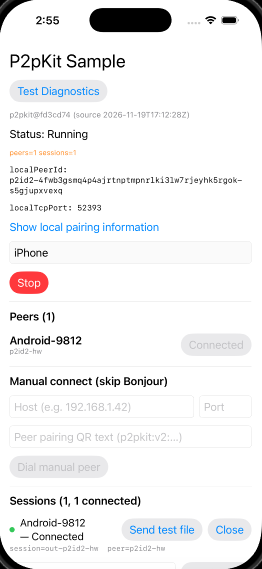 2:55
P2pKit Sample
Test Diagnostics
p2pkit@fd3cd74 (source 2026-11-19T17:12:28Z)
Status: Running
peers=1 sessions=1
localPeerId:
p2id2-4fwb3gsmq4p4ajrtnptmpnrlki3lw7rjeyhk5rgok-
s5gjupxvexq
localTcpPort: 52393
Show local pairing information
iPhone
Stop
Peers (1)
Android-9812
p2id2-hw
Connected
Manual connect (skip Bonjour)
Host (e.g. 192.168.1.42)
Port
Peer pairing QR text (p2pkit:v2:...)
Dial manual peer
Sessions (1, 1 connected)
Android-9812
— Connected
Send test file
Close
session=out-p2id2-hw peer=p2id2-hw